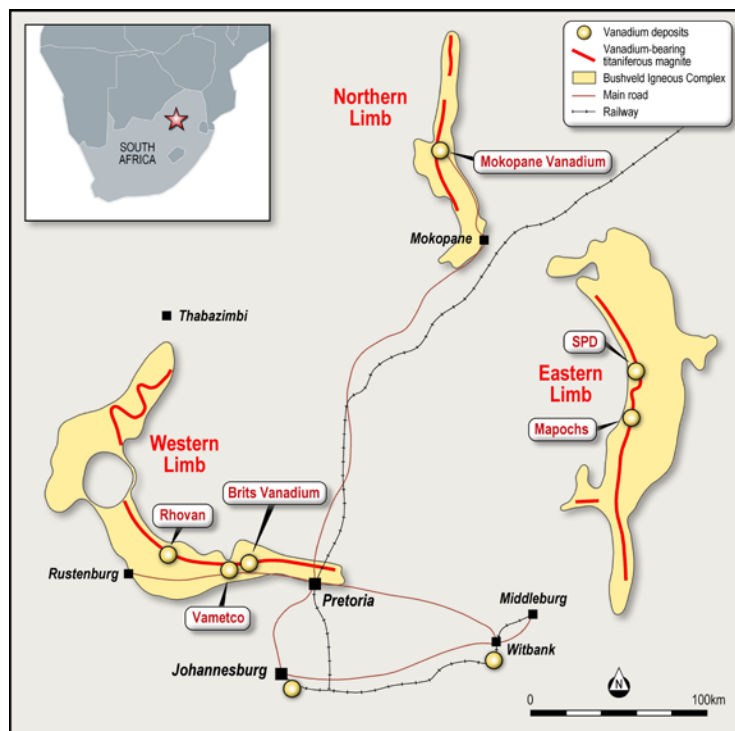 SOUTH
AFRICA
Vanadium deposits
Vanadium-bearing
titaniferous magnite
Bushveld Igneous Complex
Main road
Railway
Northern
Limb
Mokopane Vanadium
Mokopane
Thabazimbi
SPD
Eastern
Limb
Mapochs
Western
Limb
Brits Vanadium
Rhovan
Rustenburg
Vametco
Pretoria
Middleburg
Witbank
Johannesburg
N
0 100km